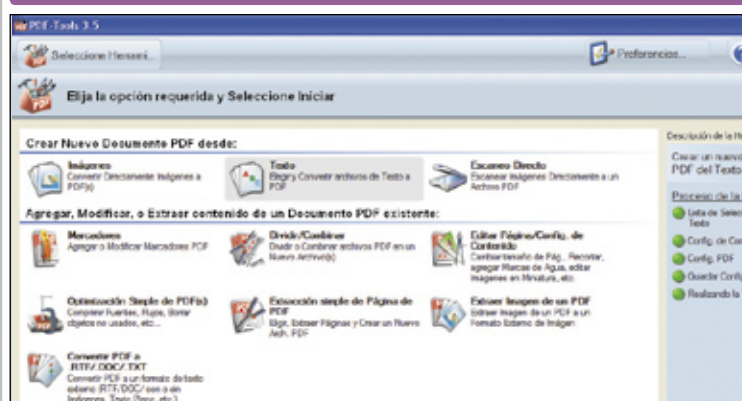 PDF-Tools 3.5
Seleccione Herrami...
Preferencias...
Elija la opción requerida y Seleccione Iniciar
Crear Nuevo Documento PDF desde:
Imágenes
Convertir Directamente Imágenes a
PDF(s)
Texto
Elegir y Convertir archivos de Texto a
PDF
Escaneo Directo
Escanear Imágenes Directamente a un
Archivo PDF
Agregar, Modificar, o Extraer contenido de un Documento PDF existente:
Marcadores
Agregar o Modificar Marcadores PDF
Dividir/Combinar
Dividir o Combinar archivos PDF en un
Nuevo Archivo(s)
Editar Página/Config. de
Contenido
Cambiar tamaño de Pág., Recortar,
agregar Marcas de Agua, editar
imágenes en Miniatura, etc.
Optimización Simple de PDF(s)
Comprimir Fuentes, Flujos, Borrar
objetos no usados, etc...
Extracción simple de Página de
PDF
Elige, Extraer Páginas y Crear un Nuevo
Arch. PDF
Extraer Imagen de un PDF
Extraer Imagen de un PDF a un
Formato Externo de Imágen
Convertir PDF a
.RTF/.DOC/.TXT
Convertir PDF a un formato de texto
externo (RTF/DOC/ con o sin
Imágenes, Texto Plano, etc.)
Descripción de la He
Crear un nuevo
PDF del Texto
Proceso de la
Lista de Selec
Texto
Config. de Con
Config. PDF
Guardar Config
Realizando la